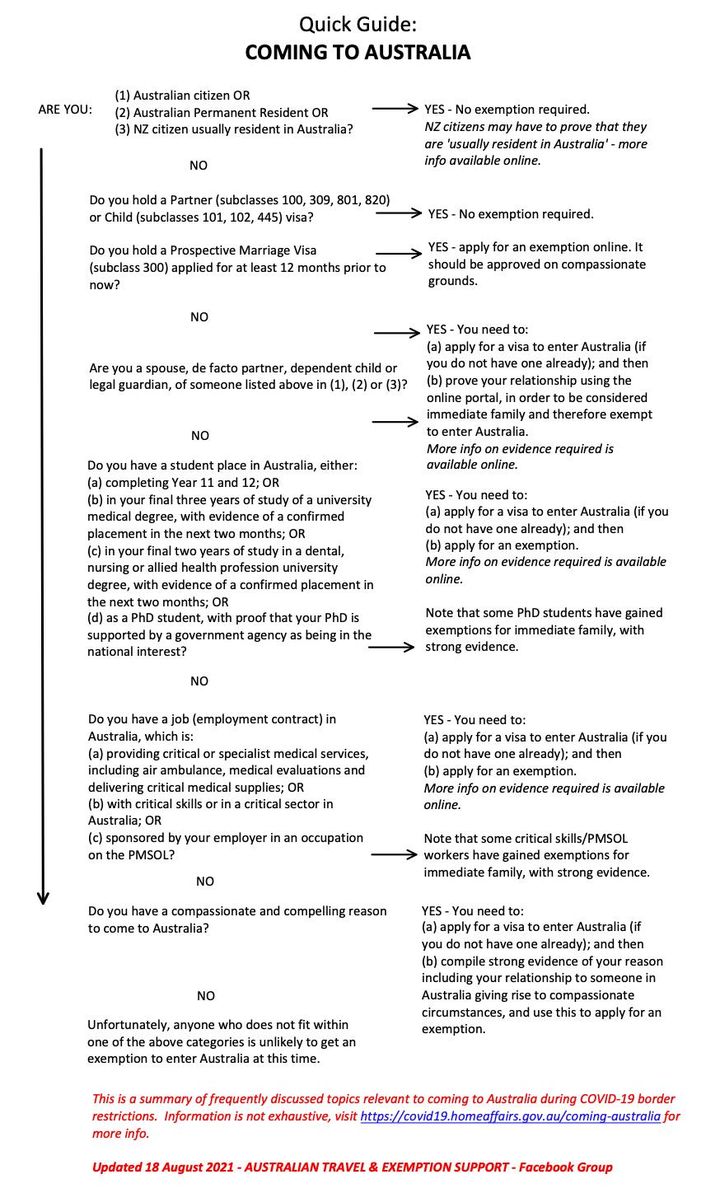 Quick Guide:
COMING TO AUSTRALIA
ARE YOU:
(1) Australian citizen OR
(2) Australian Permanent Resident OR
(3) NZ citizen usually resident in Australia?
YES - No exemption required.
NZ citizens may have to prove that they
are 'usually resident in Australia' - more
info available online.
NO
Do you hold a Partner (subclasses 100, 309, 801, 820)
or Child (subclasses 101, 102, 445) visa?
YES - No exemption required.
Do you hold a Prospective Marriage Visa
(subclass 300) applied for at least 12 months prior to
now?
YES - apply for an exemption online. It
should be approved on compassionate
grounds.
NO
Are you a spouse, de facto partner, dependent child or
legal guardian, of someone listed above in (1), (2) or (3)?
YES - You need to:
(a) apply for a visa to enter Australia (if
you do not have one already); and then
(b) prove your relationship using the
online portal, in order to be considered
immediate family and therefore exempt
to enter Australia.
More info on evidence required is
available online.
NO
Do you have a student place in Australia, either:
(a) completing Year 11 and 12; OR
(b) in your final three years of study of a university
medical degree, with evidence of a confirmed
placement in the next two months; OR
(c) in your final two years of study in a dental,
nursing or allied health profession university
degree, with evidence of a confirmed placement in
the next two months; OR
(d) as a PhD student, with proof that your PhD is
supported by a government agency as being in the
national interest?
YES - You need to:
(a) apply for a visa to enter Australia (if you
do not have one already); and then
(b) apply for an exemption.
More info on evidence required is available
online.
Note that some PhD students have gained
exemptions for immediate family, with
strong evidence.
NO
Do you have a job (employment contract) in
Australia, which is:
(a) providing critical or specialist medical services,
including air ambulance, medical evaluations and
delivering critical medical supplies; OR
(b) with critical skills or in a critical sector in
Australia; OR
(c) sponsored by your employer in an occupation
on the PMSOL?
YES - You need to:
(a) apply for a visa to enter Australia (if you
do not have one already); and then
(b) apply for an exemption.
More info on evidence required is available
online.
Note that some critical skills/PMSOL
workers have gained exemptions for
immediate family, with strong evidence.
NO
Do you have a compassionate and compelling reason
to come to Australia?
YES - You need to:
(a) apply for a visa to enter Australia (if
you do not have one already); and then
(b) compile strong evidence of your reason
including your relationship to someone in
Australia giving rise to compassionate
circumstances, and use this to apply for an
exemption.
NO
Unfortunately, anyone who does not fit within
one of the above categories is unlikely to get an
exemption to enter Australia at this time.
This is a summary of frequently discussed topics relevant to coming to Australia during COVID-19 border
restrictions. Information is not exhaustive, visit https://covid19.homeaffairs.gov.au/coming-australia for
more info.
Updated 18 August 2021 - AUSTRALIAN TRAVEL & EXEMPTION SUPPORT - Facebook Group